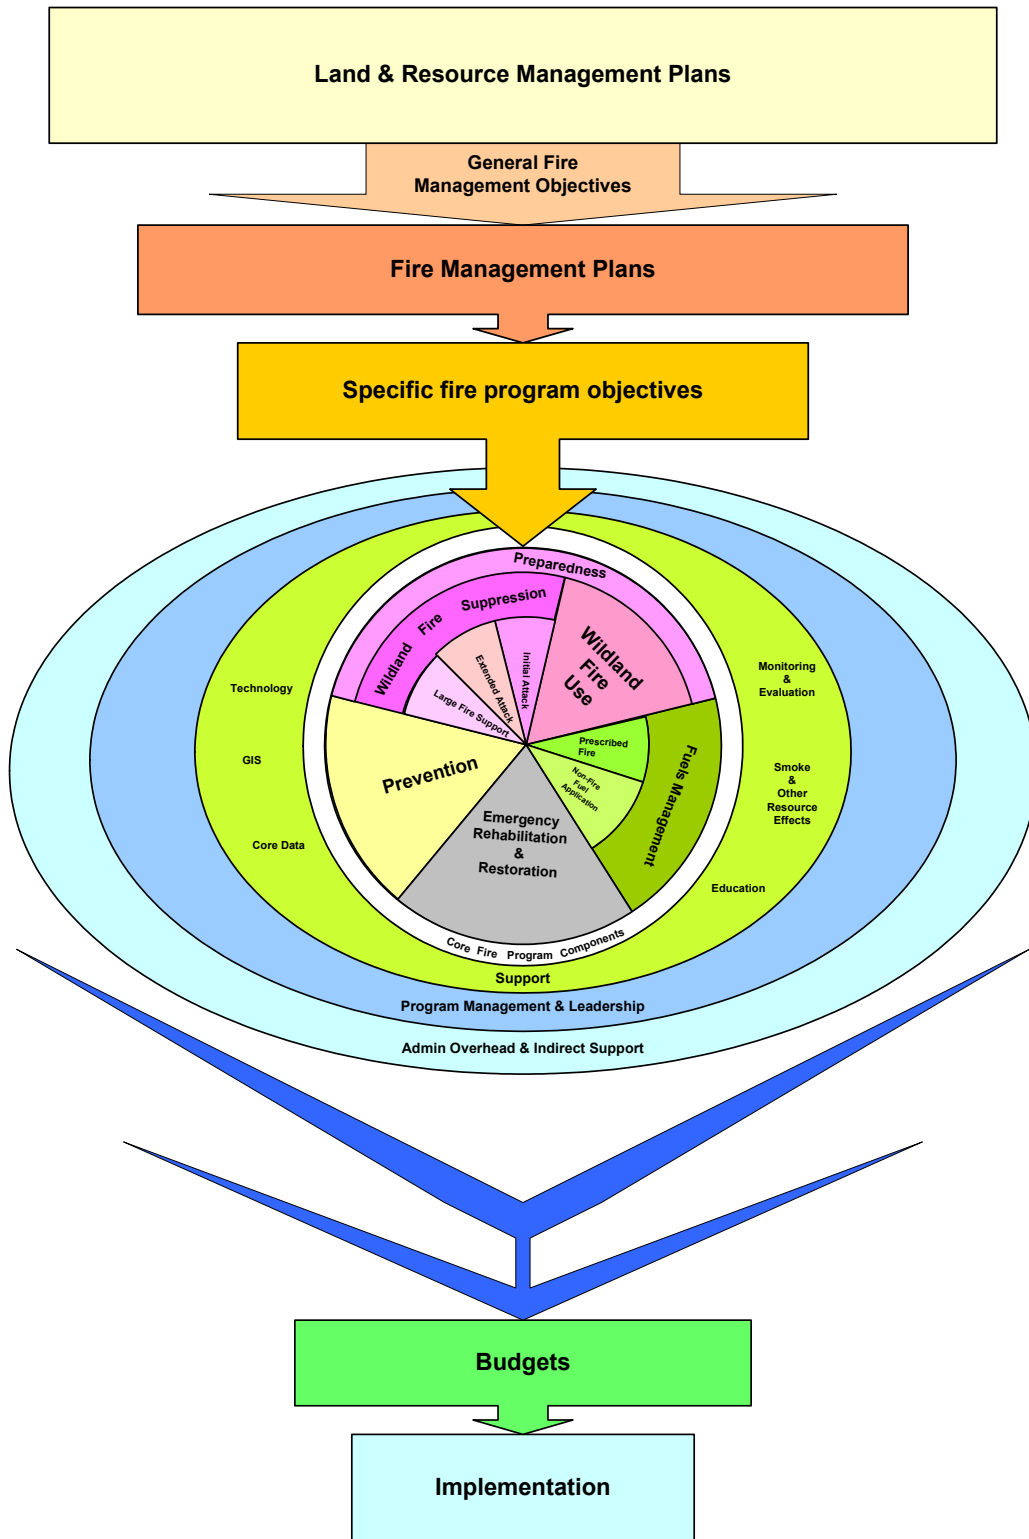 Land & Resource Management Plans
General Fire
Management Objectives
Fire Management Plans
Specific fire program objectives
Preparedness
Wildland Fire Suppression
Initial Attack
Extended Attack
Large Fire Support
Wildland
Fire
Use
Technology
GIS
Core Data
Monitoring
&
Evaluation
Smoke
&
Other
Resource
Effects
Education
Prevention
Prescribed
Fire
Non-Fire
Fuel
Application
Fuels Management
Emergency
Rehabilitation
&
Restoration
Core Fire Program Components
Support
Program Management & Leadership
Admin Overhead & Indirect Support
Budgets
Implementation